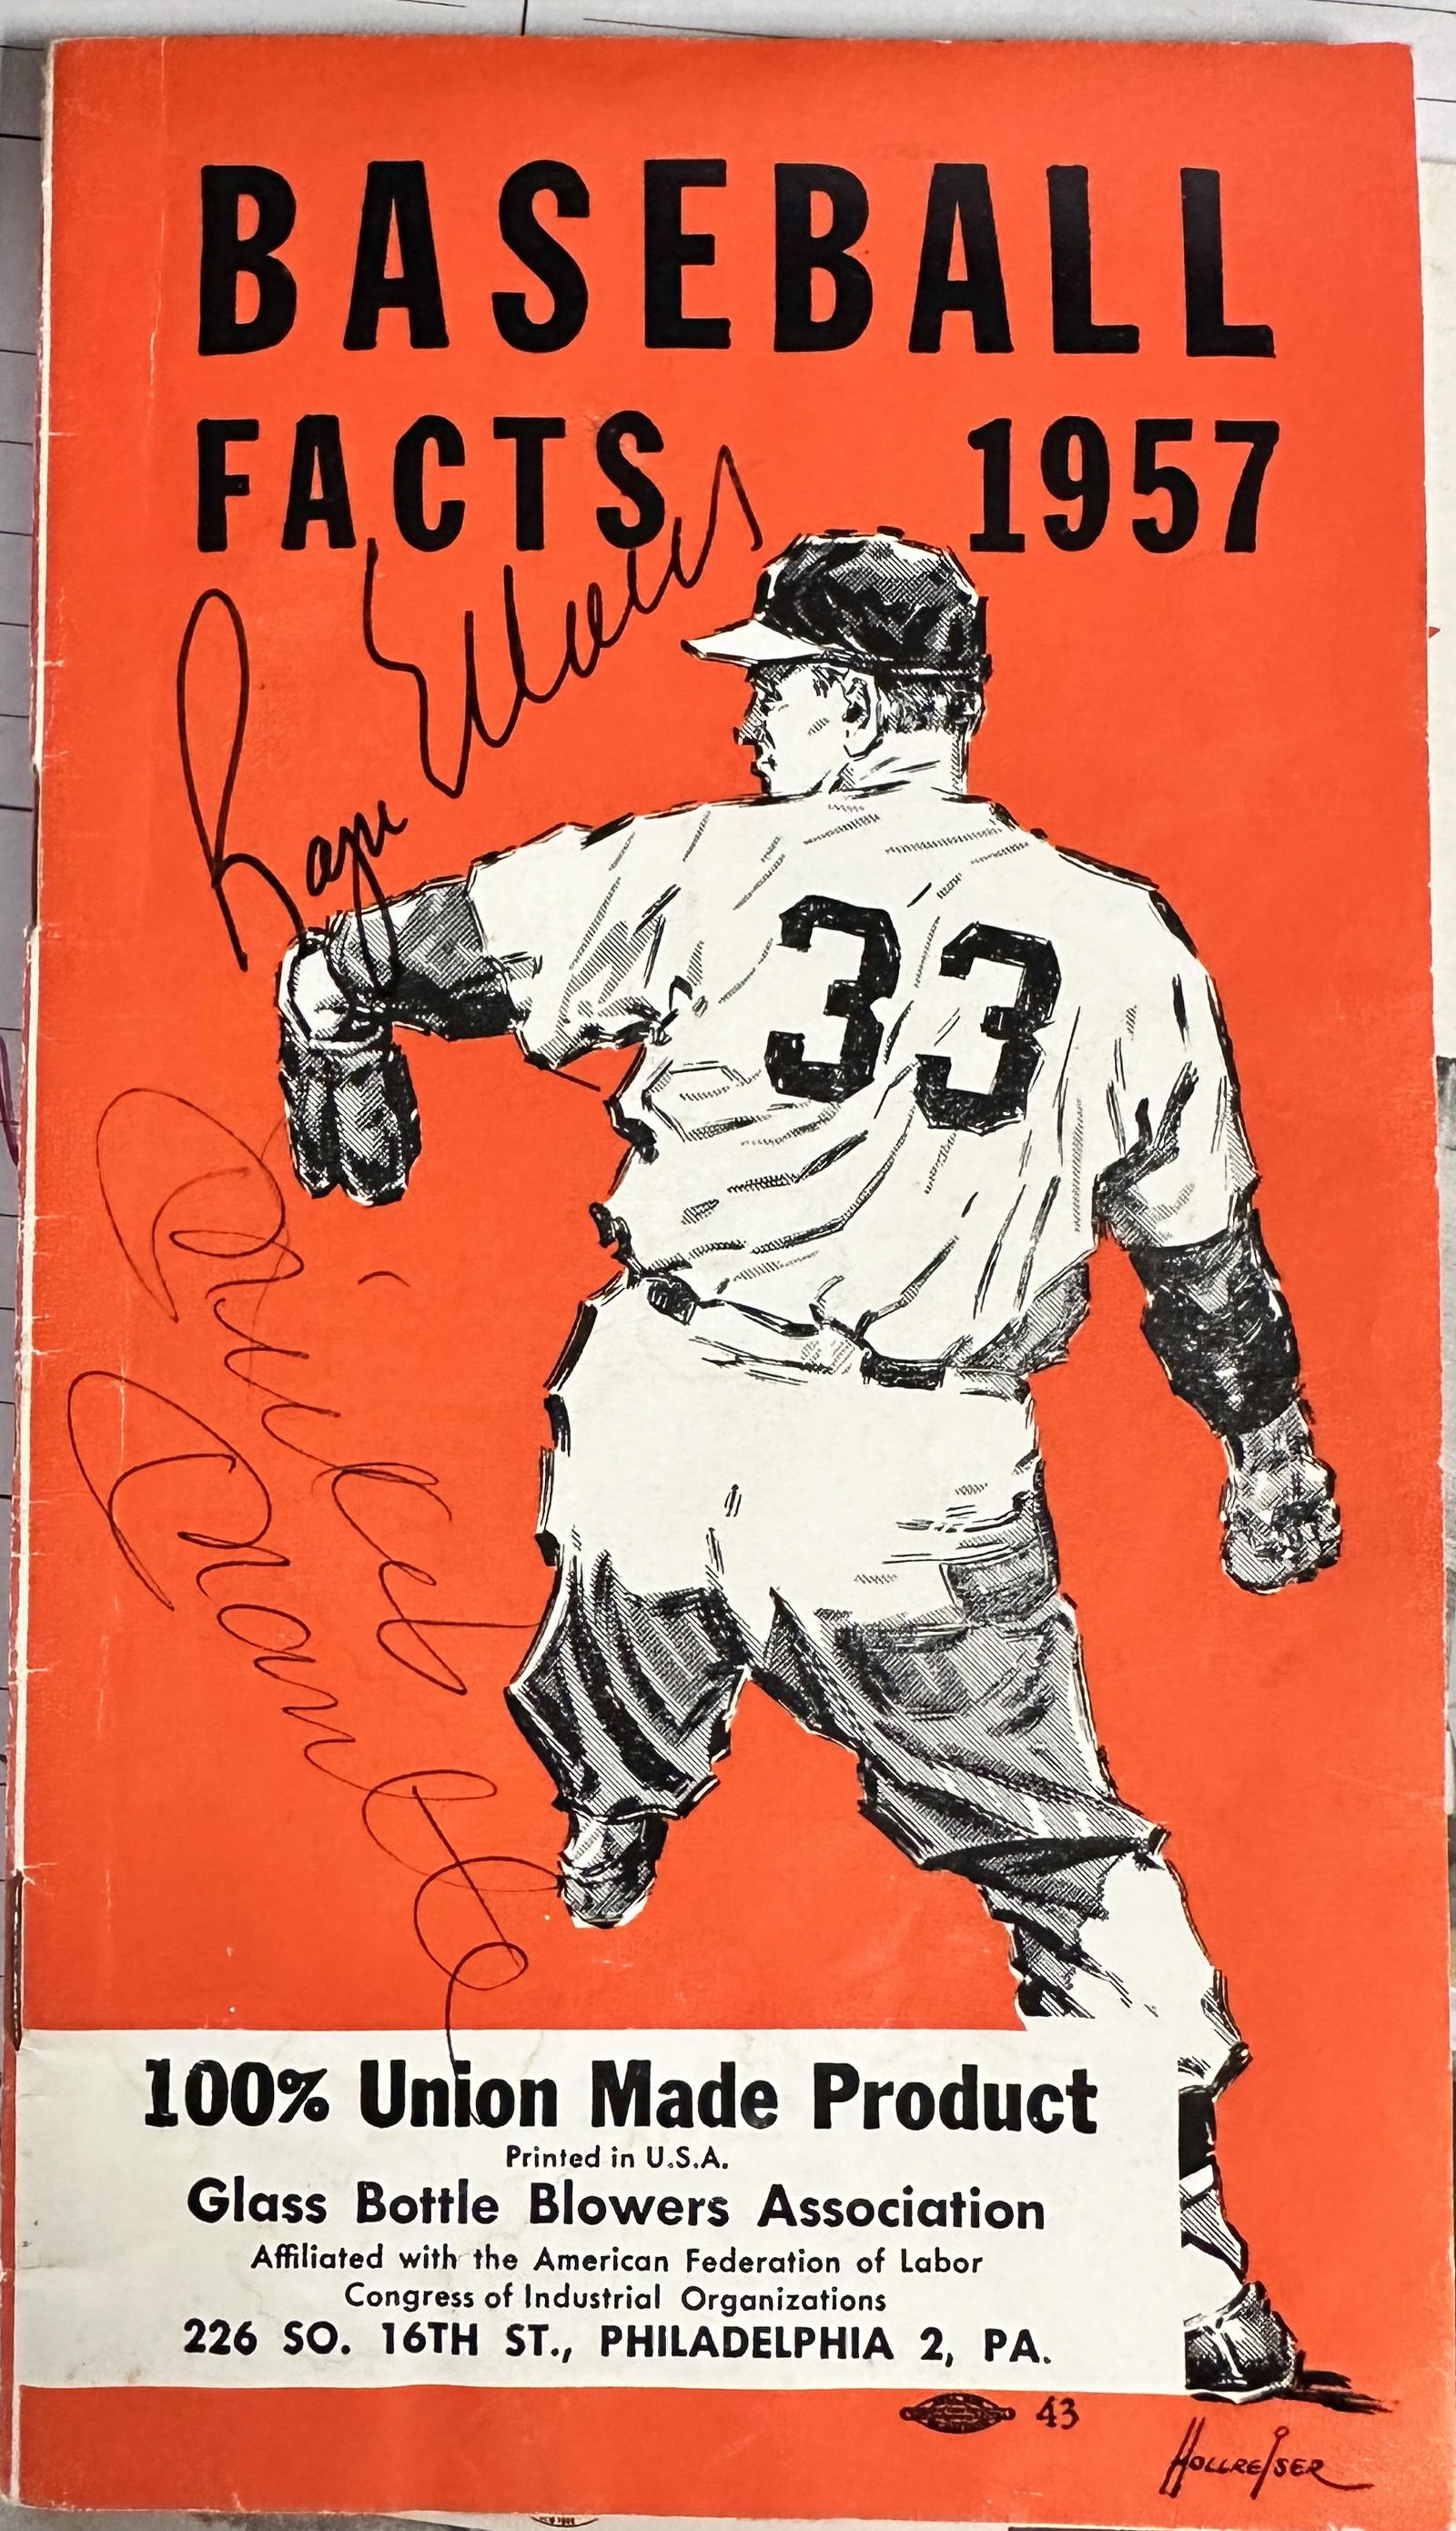 BASEBALL
FACTS 1957
33
100% Union Made Product
Printed in U.S.A.
Glass Bottle Blowers Association
Affiliated with the American Federation of Labor
Congress of Industrial Organizations
226 SO. 16TH ST., PHILADELPHIA 2, PA.
43
HOLLREISER